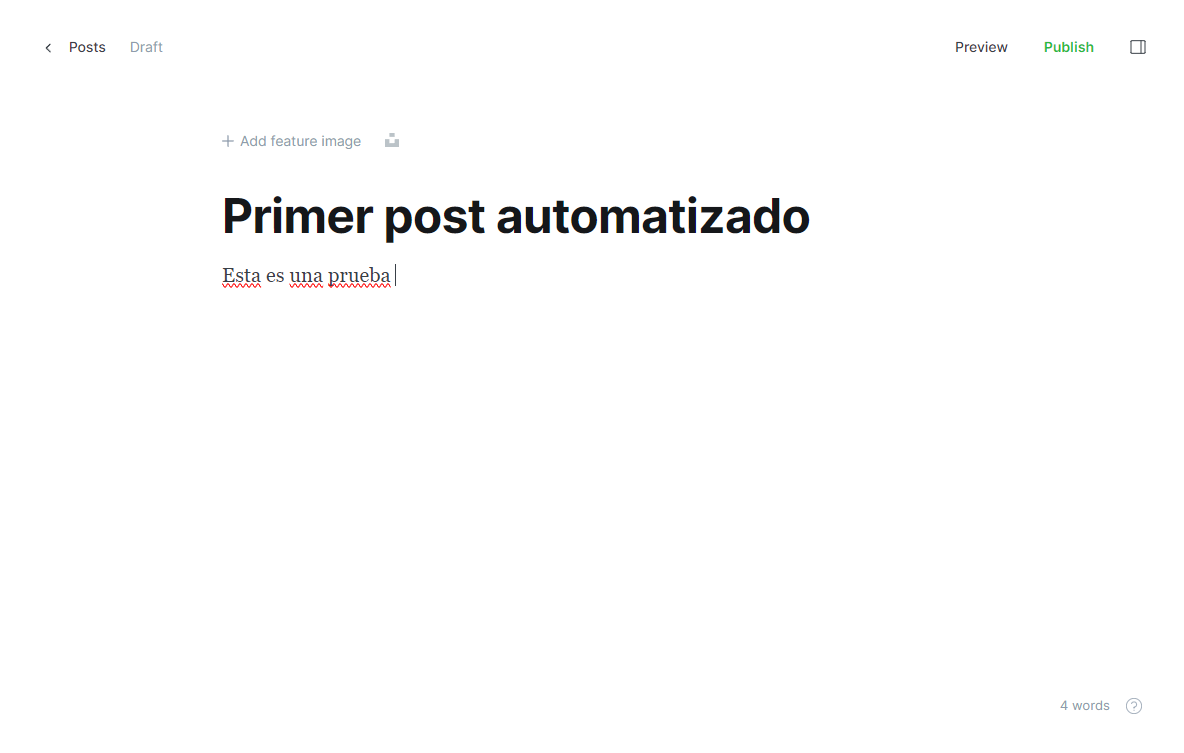 Posts Draft Preview Publish
Add feature image
Primer post automatizado
Esta es una prueba
4 words